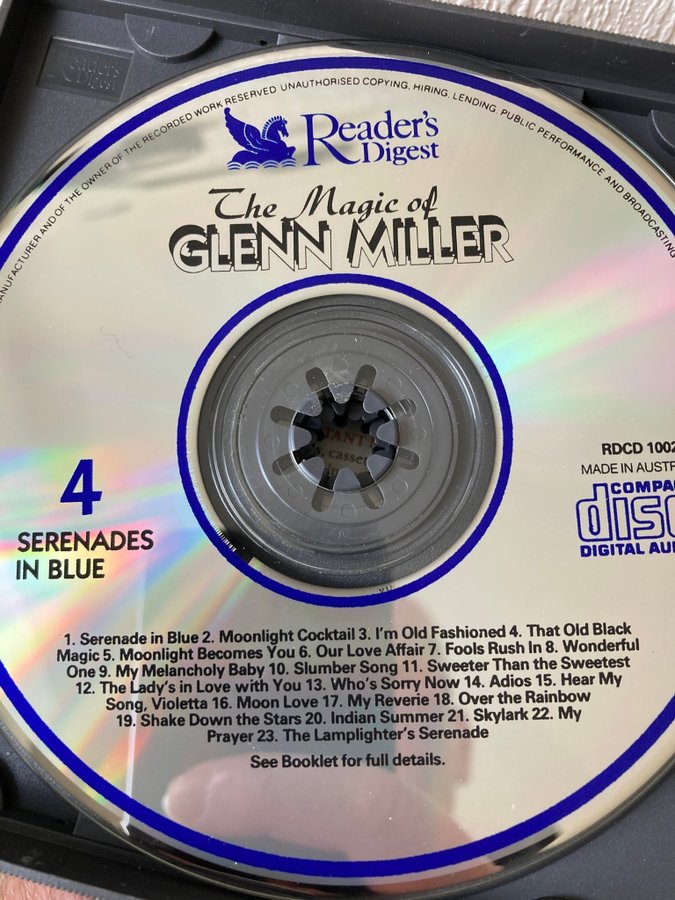 Reader's
Digest
MANUFACTURER AND OF THE OWNER OF THE RECORDED WORK RESERVED UNAUTHORISED COPYING, HIRING, LENDING, PUBLIC PERFORMANCE AND BROADCASTING
Reader's
Digest
The Magic of
GLENN MILLER
TANT
casse
RDCD 1002
MADE IN AUSTR
COMPA
disc
DIGITAL AUD
4
SERENADES
IN BLUE
1. Serenade in Blue 2. Moonlight Cocktail 3. I'm Old Fashioned 4. That Old Black
Magic 5. Moonlight Becomes You 6. Our Love Affair 7. Fools Rush In 8. Wonderful
One 9. My Melancholy Baby 10. Slumber Song 11. Sweeter Than the Sweetest
12. The Lady's in Love with You 13. Who's Sorry Now 14. Adios 15. Hear My
Song, Violetta 16. Moon Love 17. My Reverie 18. Over the Rainbow
19. Shake Down the Stars 20. Indian Summer 21. Skylark 22. My
Prayer 23. The Lamplighter's Serenade
See Booklet for full details.